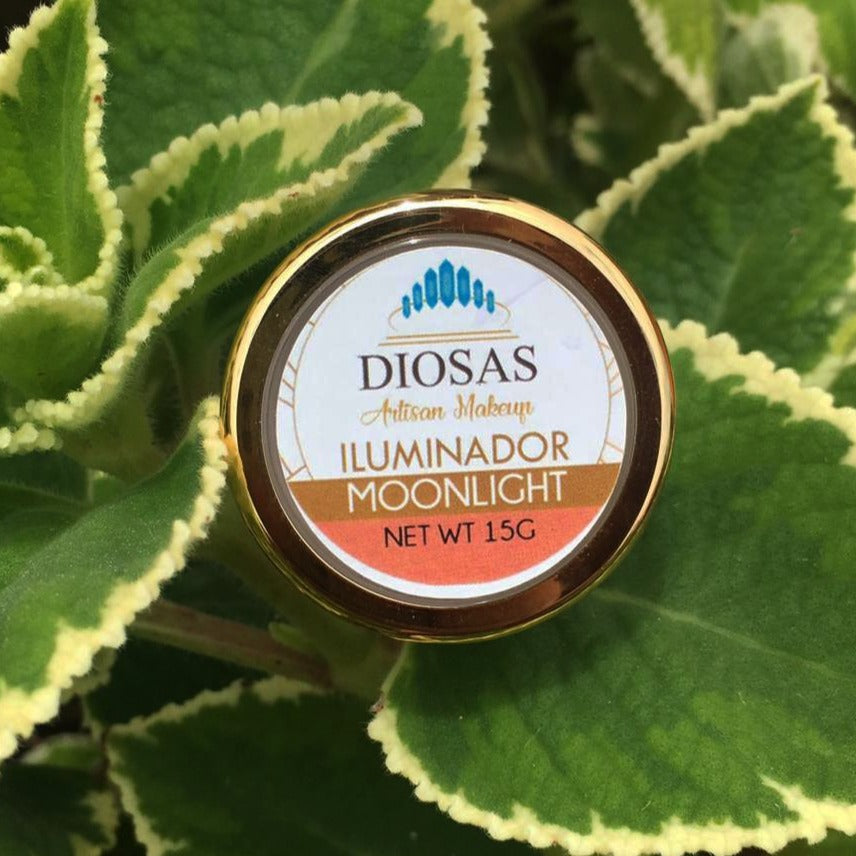 DIOSAS
Artisan Makeup
ILUMINADOR
MOONLIGHT
NET WT 15G